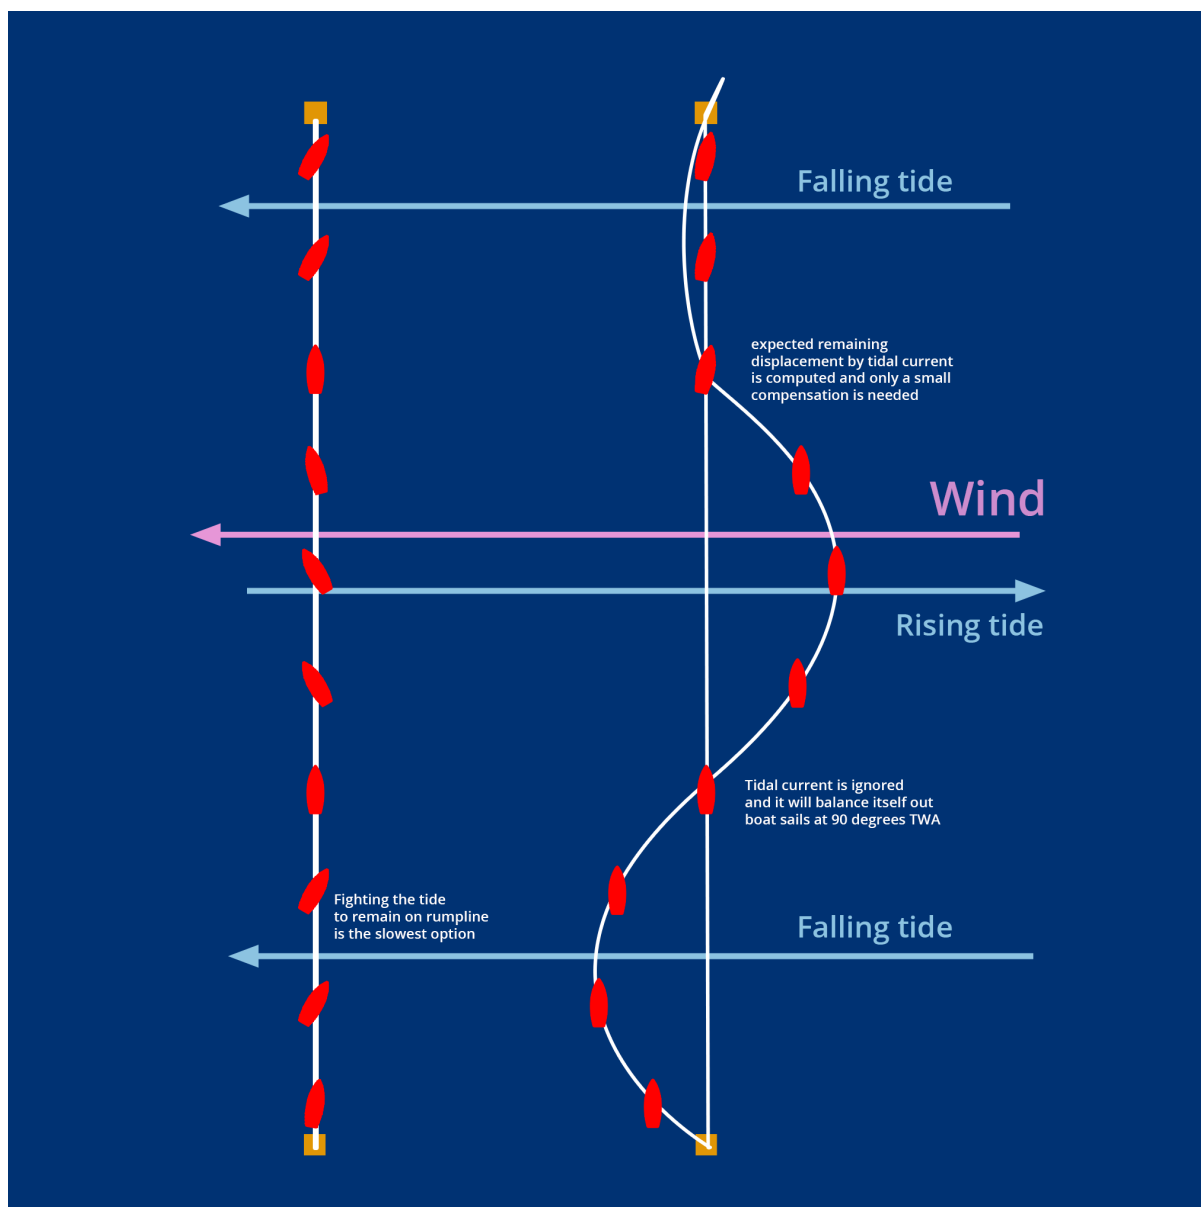 Falling tide
expected remaining
displacement by tidal current
is computed and only a small
compensation is needed
Wind
Rising tide
Tidal current is ignored
and it will balance itself out
boat sails at 90 degrees TWA
Fighting the tide
to remain on rumpline
is the slowest option
Falling tide